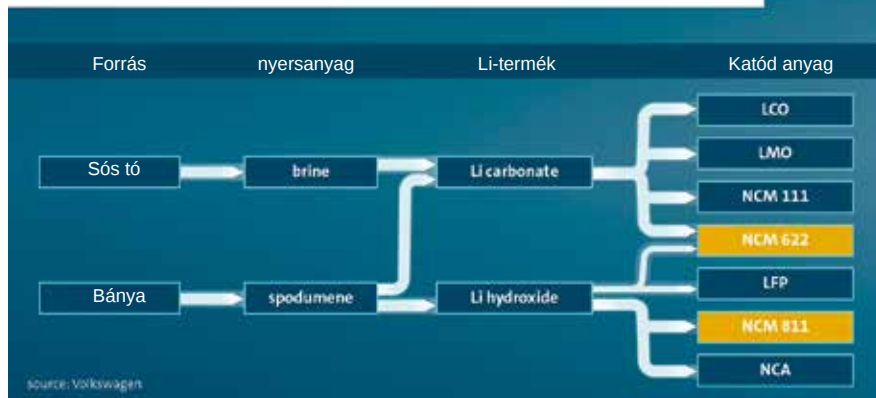 Forrás nyersanyag Li-termék Katód anyag
LCO
LMO
Sós tó brine Li carbonate
NCM 111
NCM 622
LFP
Bánya spodumene Li hydroxide
NCM 811
NCA
source: Volkswagen